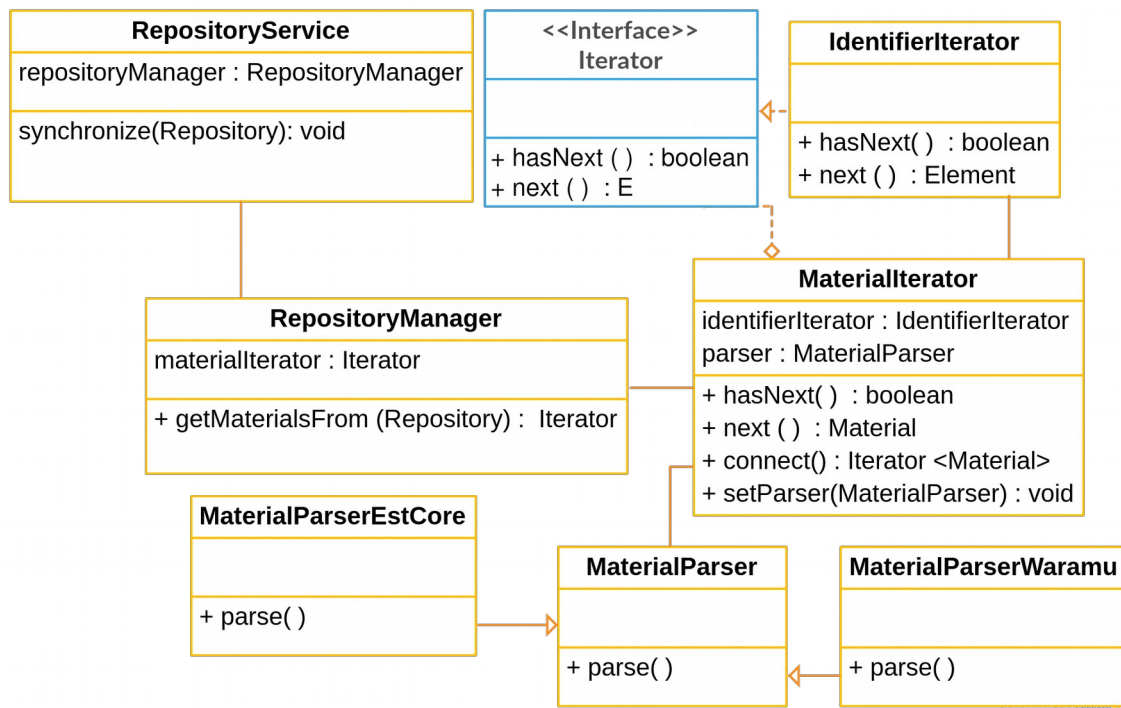 RepositoryService
repositoryManager : RepositoryManager
synchronize(Repository): void
<<Interface>>
Iterator
+ hasNext ( ) : boolean
+ next ( ) : E
IdentifierIterator
+ hasNext( ) : boolean
+ next ( ) : Element
RepositoryManager
materialIterator : Iterator
+ getMaterialsFrom (Repository) : Iterator
MaterialIterator
identifierIterator : IdentifierIterator
parser : MaterialParser
+ hasNext( ) : boolean
+ next ( ) : Material
+ connect() : Iterator <Material>
+ setParser(MaterialParser) : void
MaterialParserEstCore
+ parse( )
MaterialParser
+ parse( )
MaterialParserWaramu
+ parse( )